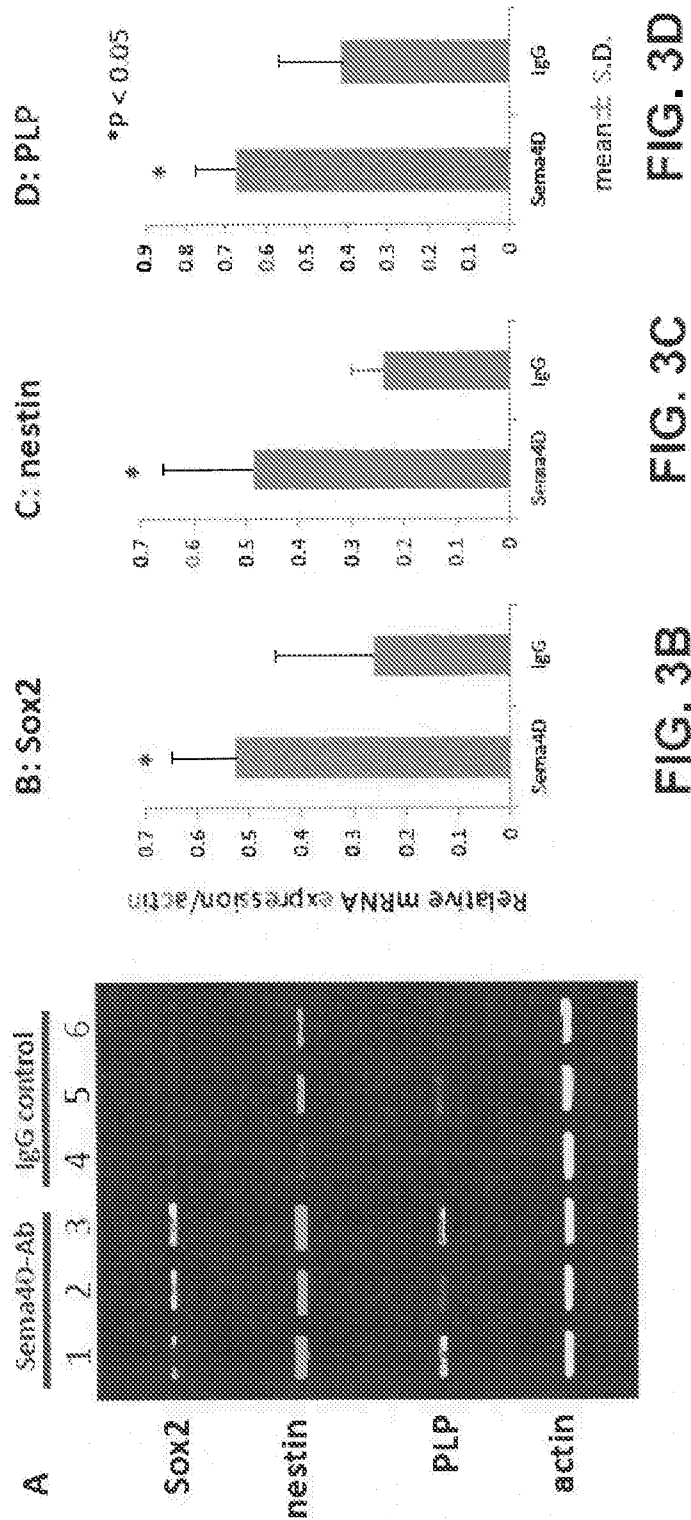 A
Sema4D-Ab IgG control
1 2 3 4 5 6
Sox2
nestin
PLP
actin
B: Sox2
Relative mRNA expression/actin
0.7
0.6
0.5
0.4
0.3
0.2
0.1
0
Sema4D IgG
FIG. 3B
C: nestin
0.7
0.6
0.5
0.4
0.3
0.2
0.1
0
*
Sema4D IgG
FIG. 3C
D: PLP
*p < 0.05
0.9
0.8
0.7
0.6
0.5
0.4
0.3
0.2
0.1
0
*
Sema4D IgG
mean± S.D.
FIG. 3D